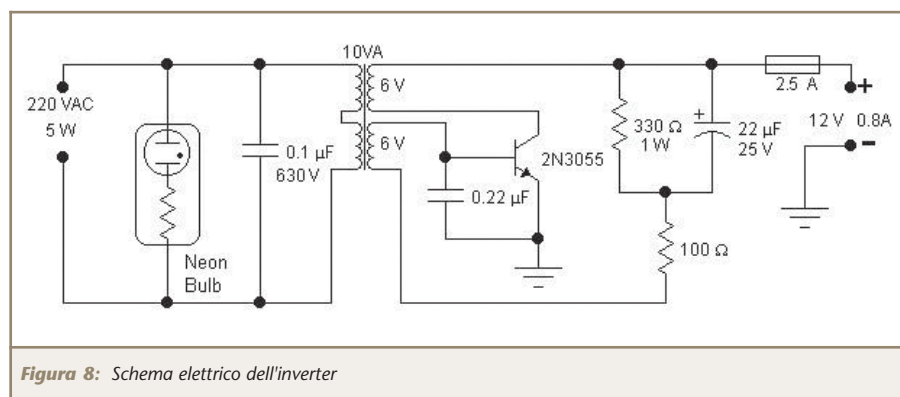 10VA
220 VAC
5 W
6 V
6 V
0.1 µF
630 V
Neon
Bulb
0.22 µF
2N3055
330 Ω
1 W
+
22 µF
25 V
100 Ω
2.5 A
+
12 V 0.8A
-
Figura 8: Schema elettrico dell'inverter